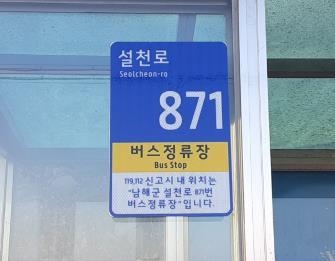 설천로
Seolcheon-ro
871
버스정류장
Bus Stop
119,112 신고시 내 위치는
"남해군 설천로 871번
버스정류장" 입니다.